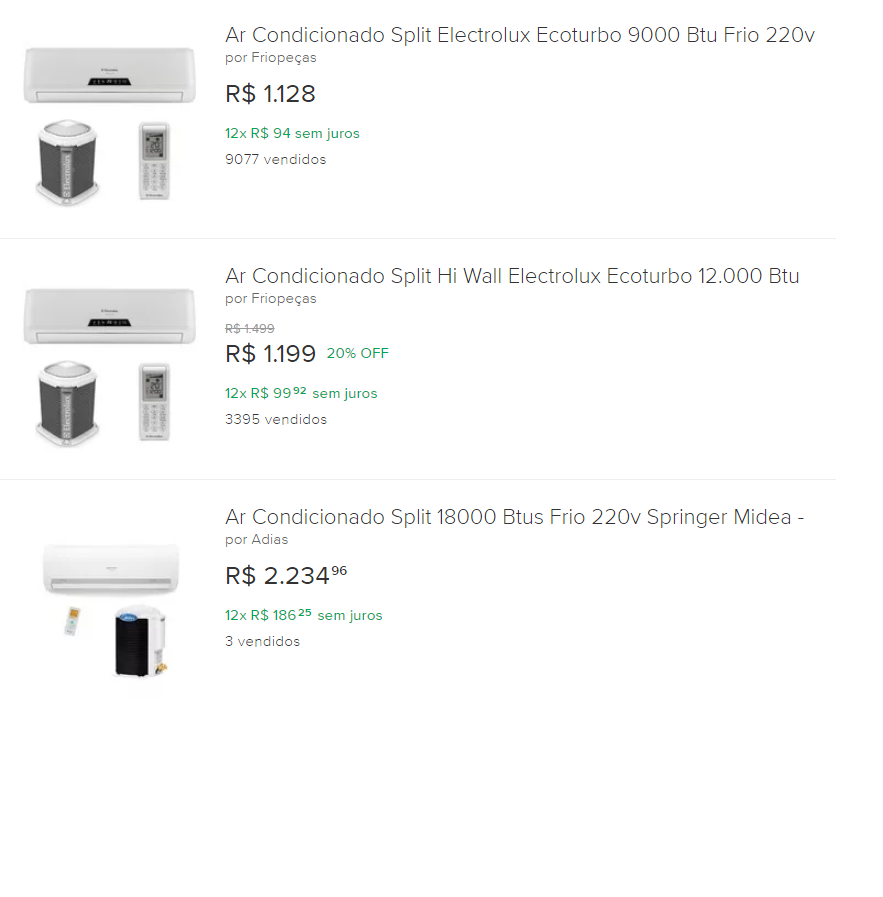 Ar Condicionado Split Electrolux Ecoturbo 9000 Btu Frio 220v
por Friopeças
R$ 1.128
12x R$ 94 sem juros
9077 vendidos
Electrolux
Ar Condicionado Split Hi Wall Electrolux Ecoturbo 12.000 Btu
por Friopeças
R$ 1.499
R$ 1.199 20% OFF
12x R$ 99 92 sem juros
3395 vendidos
Electrolux
Ar Condicionado Split 18000 Btus Frio 220v Springer Midea -
por Adias
R$ 2.234 96
12x R$ 186 25 sem juros
3 vendidos